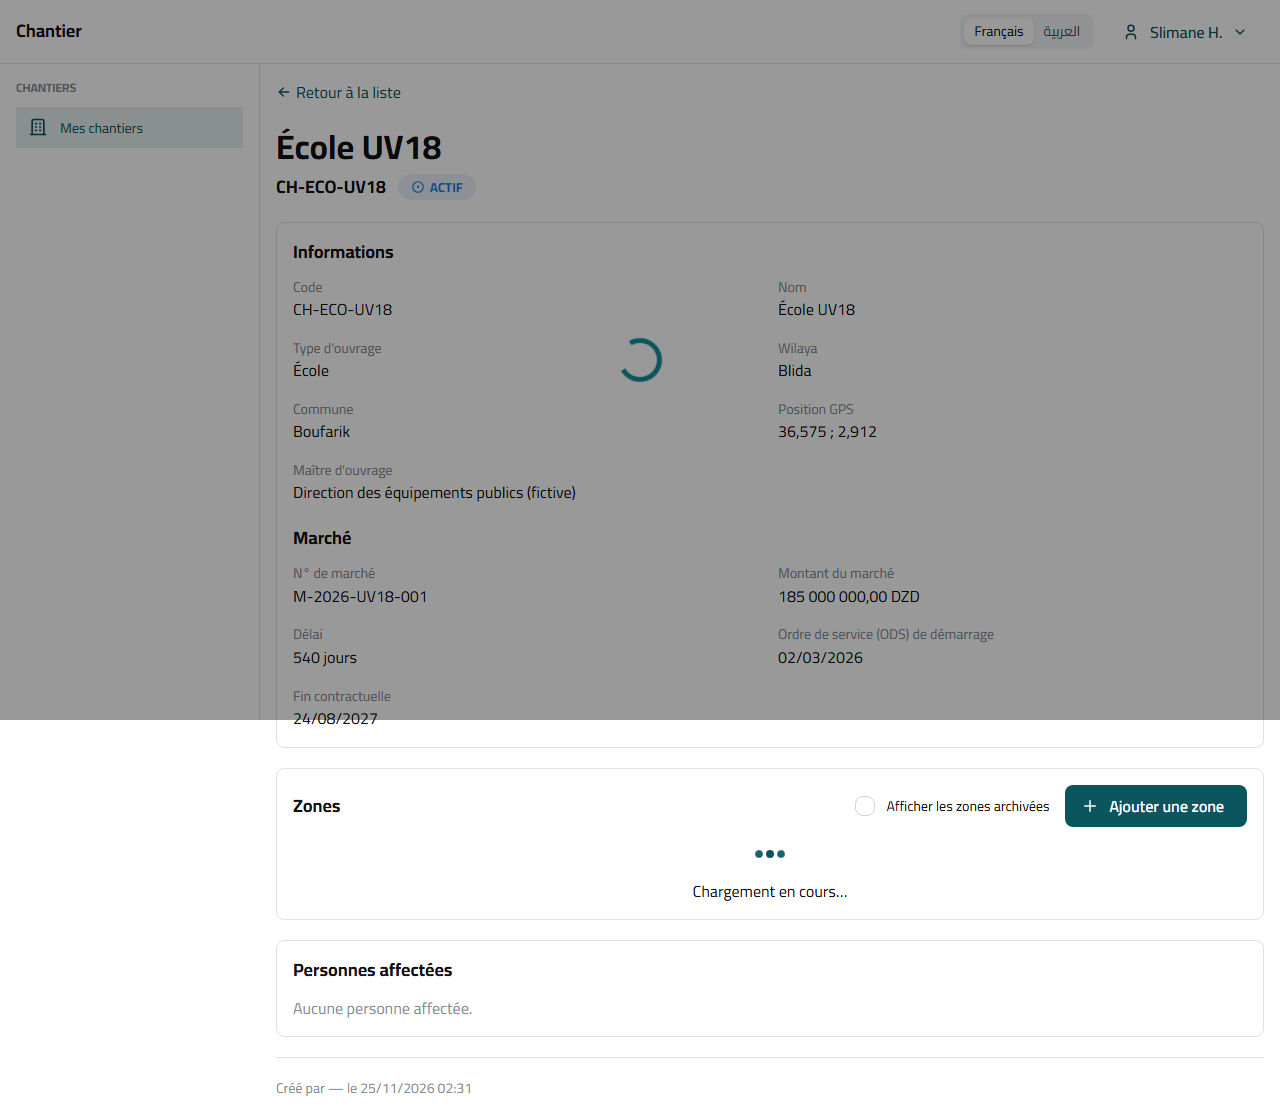 Chantier
Français
العربية
Slimane H.
CHANTIERS
Mes chantiers
Retour à la liste
École UV18
CH-ECO-UV18
ACTIF
Informations
Code
CH-ECO-UV18
Nom
École UV18
Type d'ouvrage
École
Wilaya
Blida
Commune
Boufarik
Position GPS
36,575 ; 2,912
Maître d'ouvrage
Direction des équipements publics (fictive)
Marché
N° de marché
M-2026-UV18-001
Montant du marché
185 000 000,00 DZD
Délai
540 jours
Ordre de service (ODS) de démarrage
02/03/2026
Fin contractuelle
24/08/2027
Zones
Afficher les zones archivées
Ajouter une zone
Chargement en cours...
Personnes affectées
Aucune personne affectée.
Créé par — le 25/11/2026 02:31